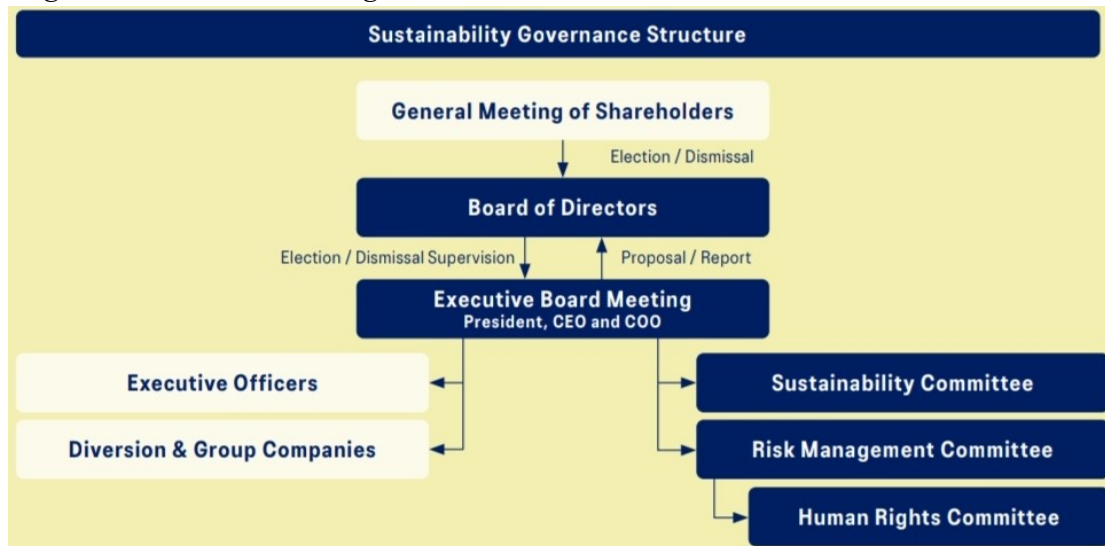 Sustainability Governance Structure
General Meeting of Shareholders
Election / Dismissal
Board of Directors
Election / Dismissal Supervision
Proposal / Report
Executive Board Meeting
President, CEO and COO
Executive Officers
Sustainability Committee
Diversion & Group Companies
Risk Management Committee
Human Rights Committee